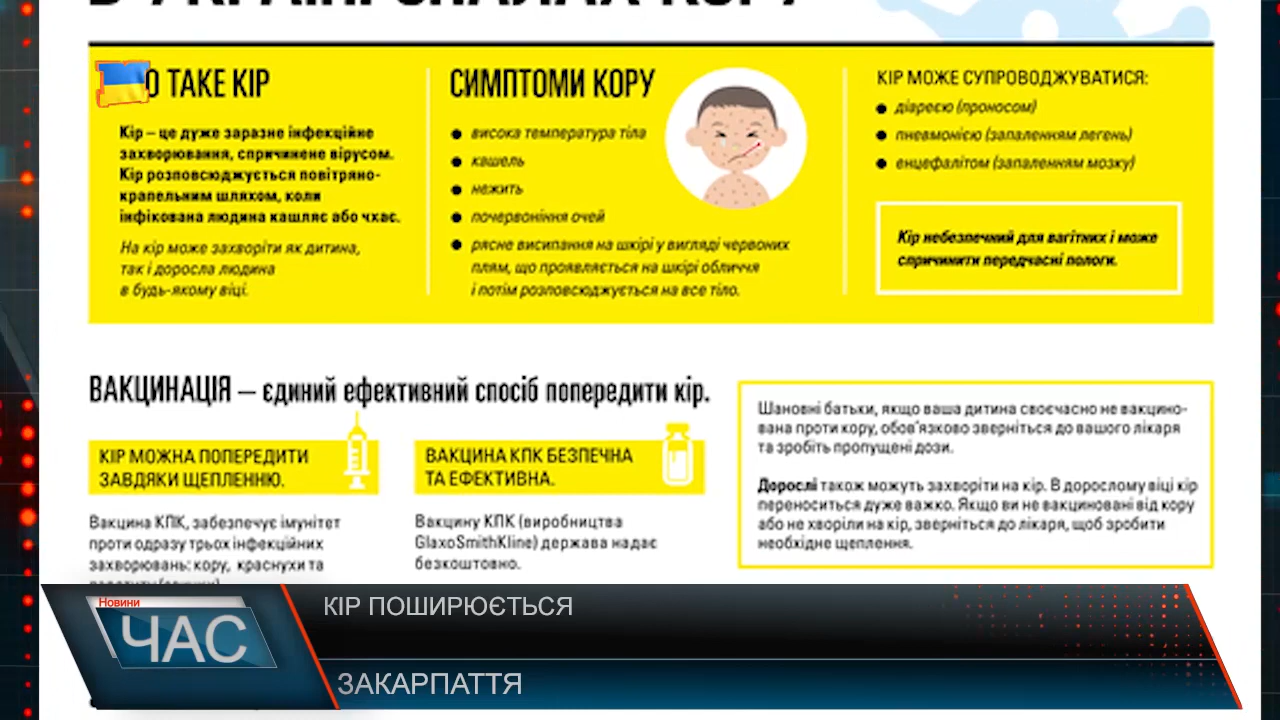 О ТАКЕ КІР
Кір – це дуже заразне інфекційне
захворювання, спричинене вірусом.
Кір розповсюджується повітряно-
крапельним шляхом, коли
інфікована людина кашляє або чхає.
На кір може захворіти як дитина,
так і доросла людина
в будь-якому віці.
СИМПТОМИ КОРУ
● висока температура тіла
● кашель
● нежить
● почервоніння очей
● рясне висипання на шкірі у вигляді червоних
плям, що проявляється на шкірі обличчя
і потім розповсюджується на все тіло.
КІР МОЖЕ СУПРОВОДЖУВАТИСЯ:
● діареєю (проносом)
● пневмонією (запаленням легень)
● енцефалітом (запаленням мозку)
Кір небезпечний для вагітних і може
спричинити передчасні пологи.
ВАКЦИНАЦІЯ – єдиний ефективний спосіб попередити кір.
КІР МОЖНА ПОПЕРЕДИТИ
ЗАВДЯКИ ЩЕПЛЕННЮ.
Вакцина КПК, забезпечує імунітет
проти одразу трьох інфекційних
захворювань: кору, краснухи та
ВАКЦИНА КПК БЕЗПЕЧНА
ТА ЕФЕКТИВНА.
Вакцину КПК (виробництва
GlaxoSmithKline) держава надає
безкоштовно.
Шановні батьки, якщо ваша дитина своєчасно не вакцино-
вана проти кору, обов'язково зверніться до вашого лікаря
та зробіть пропущені дози.
Дорослі також можуть захворіти на кір. В дорослому віці кір
переноситься дуже важко. Якщо ви не вакциновані від кору
або не хворіли на кір, зверніться до лікаря, щоб зробити
необхідне щеплення.
Новини
ЧАС
КІР ПОШИРЮЄТЬСЯ
ЗАКАРПАТТЯ